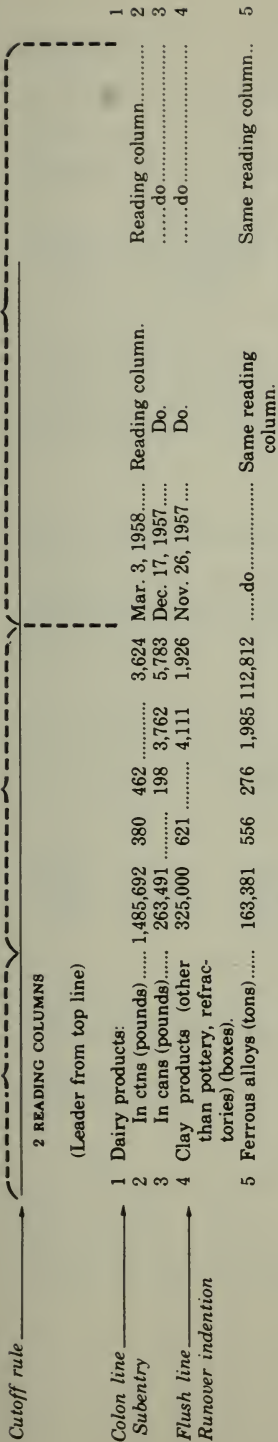 Cutoff rule
2 READING COLUMNS
(Leader from top line)
Colon line 1 Dairy products: 1
Subentry 2 In ctns (pounds)...... 1,485,692 380 462 ............ 3,624 Mar. 3, 1958...... Reading column. Reading column............ 2
3 In cans (pounds)...... 263,491 ............ 198 3,762 5,783 Dec. 17, 1957...... Do. ......do........................ 3
Flush line 4 Clay products (other 325,000 621 ............ 4,111 1,926 Nov. 26, 1957.... Do. ......do........................ 4
Runover indention than pottery, refrac-
tories) (boxes).
5 Ferrous alloys (tons)...... 163,381 556 276 1,985 112,812 ......do.................. Same reading Same reading column.. 5
column.